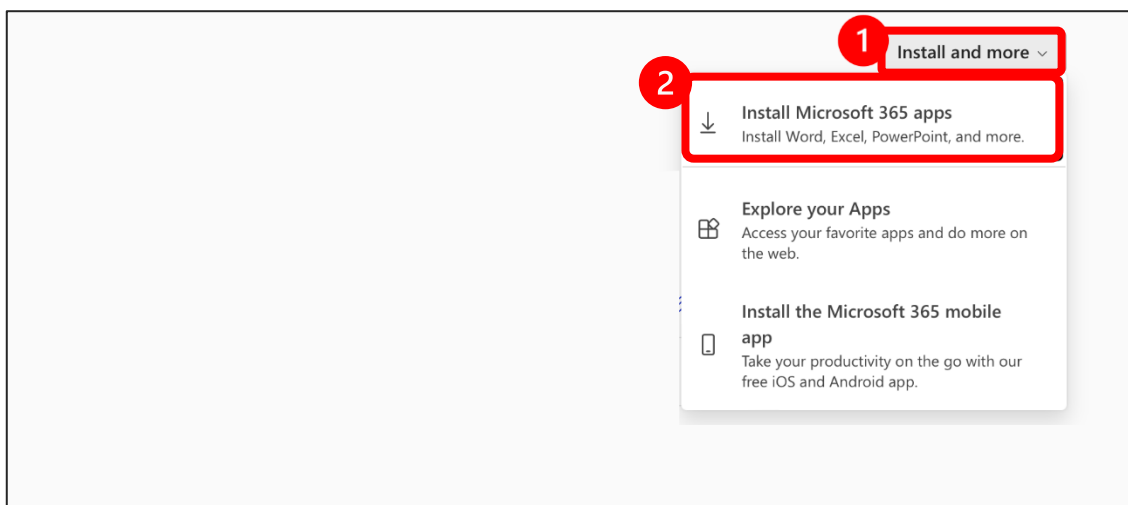 1
Install and more
2
Install Microsoft 365 apps
Install Word, Excel, PowerPoint, and more.
Explore your Apps
Access your favorite apps and do more on
the web.
Install the Microsoft 365 mobile
app
Take your productivity on the go with our
free iOS and Android app.